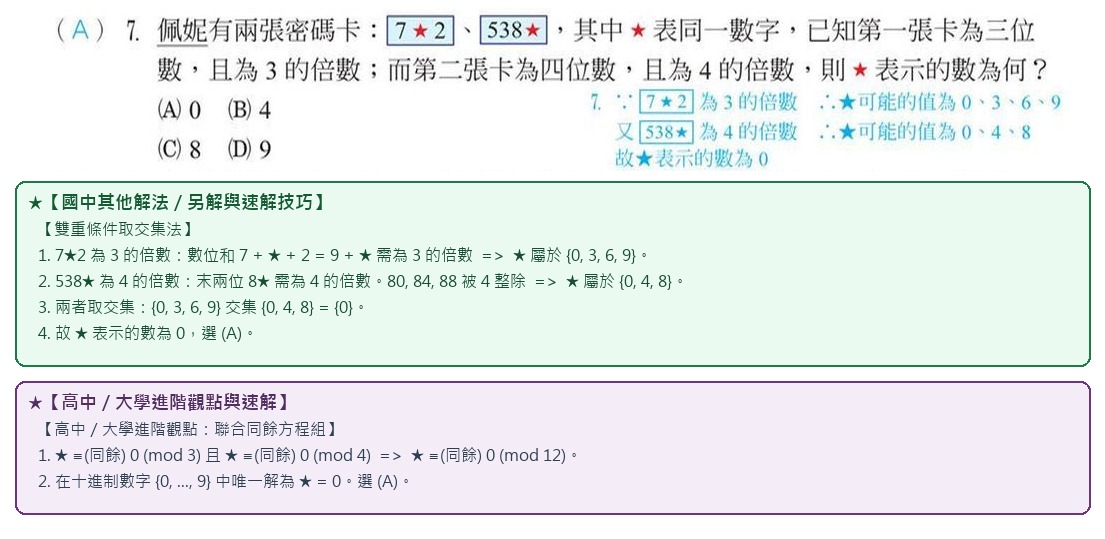 （A） 7. 佩妮有兩張密碼卡：7★2、538★，其中★表同一數字，已知第一張卡為三位
數，且為 3 的倍數；而第二張卡為四位數，且為 4 的倍數，則★表示的數為何？
(A) 0 (B) 4
(C) 8 (D) 9
7. ∵ 7★2 為 3 的倍數 ∴★可能的值為 0、3、6、9
又 538★ 為 4 的倍數 ∴★可能的值為 0、4、8
故★表示的數為 0
★【國中其他解法 / 另解與速解技巧】
【雙重條件取交集法】
1. 7★2 為 3 的倍數：數位和 7 + ★ + 2 = 9 + ★ 需為 3 的倍數 => ★ 屬於 {0, 3, 6, 9}。
2. 538★ 為 4 的倍數：末兩位 8★ 需為 4 的倍數。80, 84, 88 被 4 整除 => ★ 屬於 {0, 4, 8}。
3. 兩者取交集：{0, 3, 6, 9} 交集 {0, 4, 8} = {0}。
4. 故 ★ 表示的數為 0，選 (A)。
★【高中 / 大學進階觀點與速解】
【高中 / 大學進階觀點：聯合同餘方程組】
1. ★ ≡(同餘) 0 (mod 3) 且 ★ ≡(同餘) 0 (mod 4) => ★ ≡(同餘) 0 (mod 12)。
2. 在十進制數字 {0, ..., 9} 中唯一解為 ★ = 0。選 (A)。